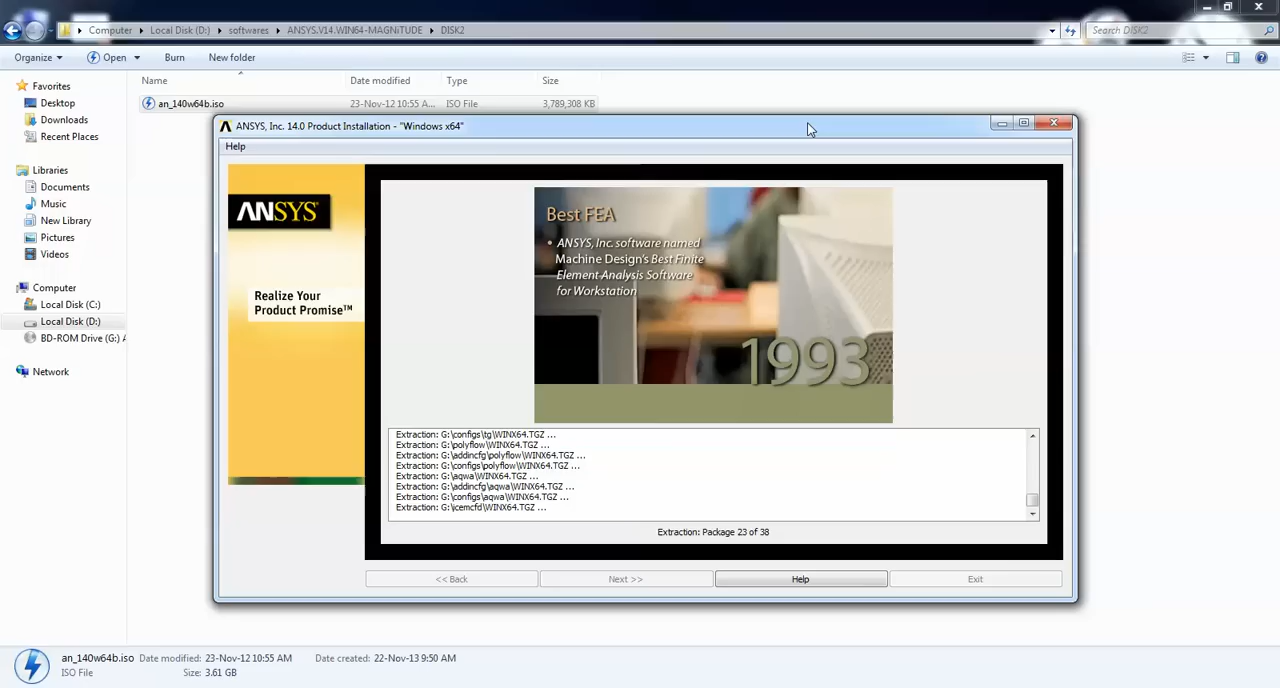 Computer
Local Disk (D:)
softwares
ANSYS.V14.WIN64-MAGNiTUDE
DISK2
Search DISK2
Organize
Open
Burn
New folder
Name
Date modified
Type
Size
an_140w64b.iso
23-Nov-12 10:55 A...
ISO File
3,789,308 KB
Favorites
Desktop
Downloads
Recent Places
Libraries
Documents
Music
New Library
Pictures
Videos
Computer
Local Disk (C:)
Local Disk (D:)
BD-ROM Drive (G:) A
Network
ANSYS, Inc. 14.0 Product Installation - "Windows x64"
Help
ANSYS®
Realize Your
Product Promise™
Best FEA
• ANSYS, Inc. software named
Machine Design's Best Finite
Element Analysis Software
for Workstation
1993
Extraction: G:\configs\tg\WINX64.TGZ ...
Extraction: G:\polyflow\WINX64.TGZ ...
Extraction: G:\addincfg\polyflow\WINX64.TGZ ...
Extraction: G:\configs\polyflow\WINX64.TGZ ...
Extraction: G:\aqwa\WINX64.TGZ ...
Extraction: G:\addincfg\aqwa\WINX64.TGZ ...
Extraction: G:\configs\aqwa\WINX64.TGZ ...
Extraction: G:\icemcfd\WINX64.TGZ ...
Extraction: Package 23 of 38
<< Back
Next >>
Help
Exit
an_140w64b.iso
Date modified: 23-Nov-12 10:55 AM
Date created: 22-Nov-13 9:50 AM
ISO File
Size: 3.61 GB